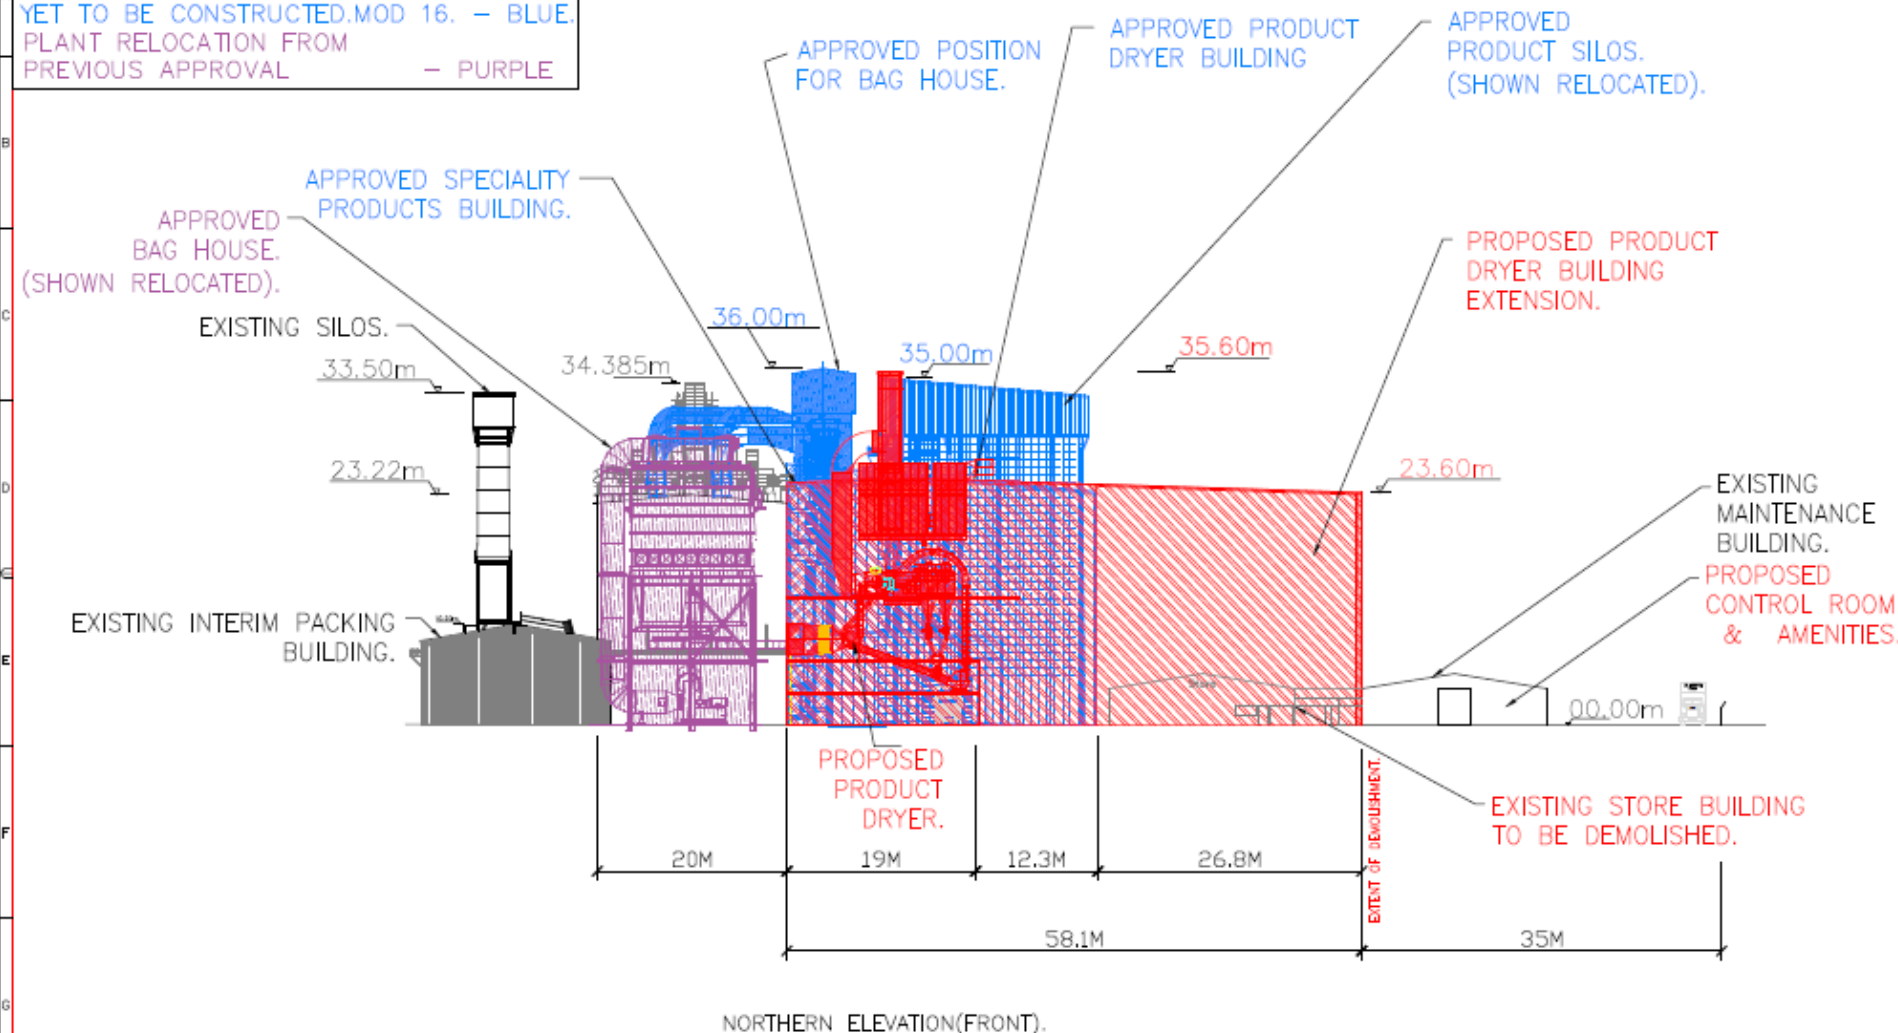 YET TO BE CONSTRUCTED.MOD 16. – BLUE.
PLANT RELOCATION FROM
PREVIOUS APPROVAL – PURPLE
APPROVED POSITION
FOR BAG HOUSE.
APPROVED PRODUCT
DRYER BUILDING
APPROVED
PRODUCT SILOS.
(SHOWN RELOCATED).
B
APPROVED SPECIALITY
PRODUCTS BUILDING.
APPROVED
BAG HOUSE.
(SHOWN RELOCATED).
PROPOSED PRODUCT
DRYER BUILDING
EXTENSION.
C
EXISTING SILOS.
36.00m
35.00m
35.60m
33.50m
34.385m
23.22m
23.60m
D
EXISTING
MAINTENANCE
BUILDING.
PROPOSED
CONTROL ROOM
& AMENITIES.
EXISTING INTERIM PACKING
BUILDING.
E
Store
00.00m
PROPOSED
PRODUCT
DRYER.
EXTENT OF DEMOLISHMENT.
EXISTING STORE BUILDING
TO BE DEMOLISHED.
F
20M
19M
12.3M
26.8M
58.1M
35M
G
NORTHERN ELEVATION(FRONT).